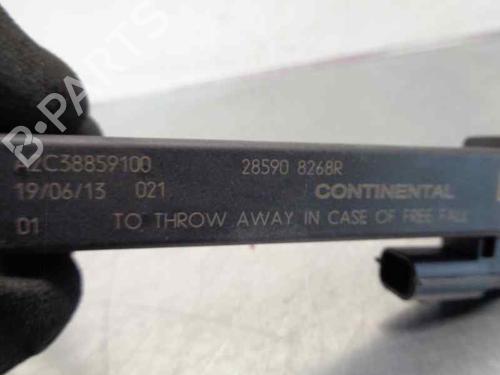 A2C38859100 28590 8268R
19/06/13 021 CONTINENTAL
01 TO THROW AWAY IN CASE OF FREE FALL
B-PARTS